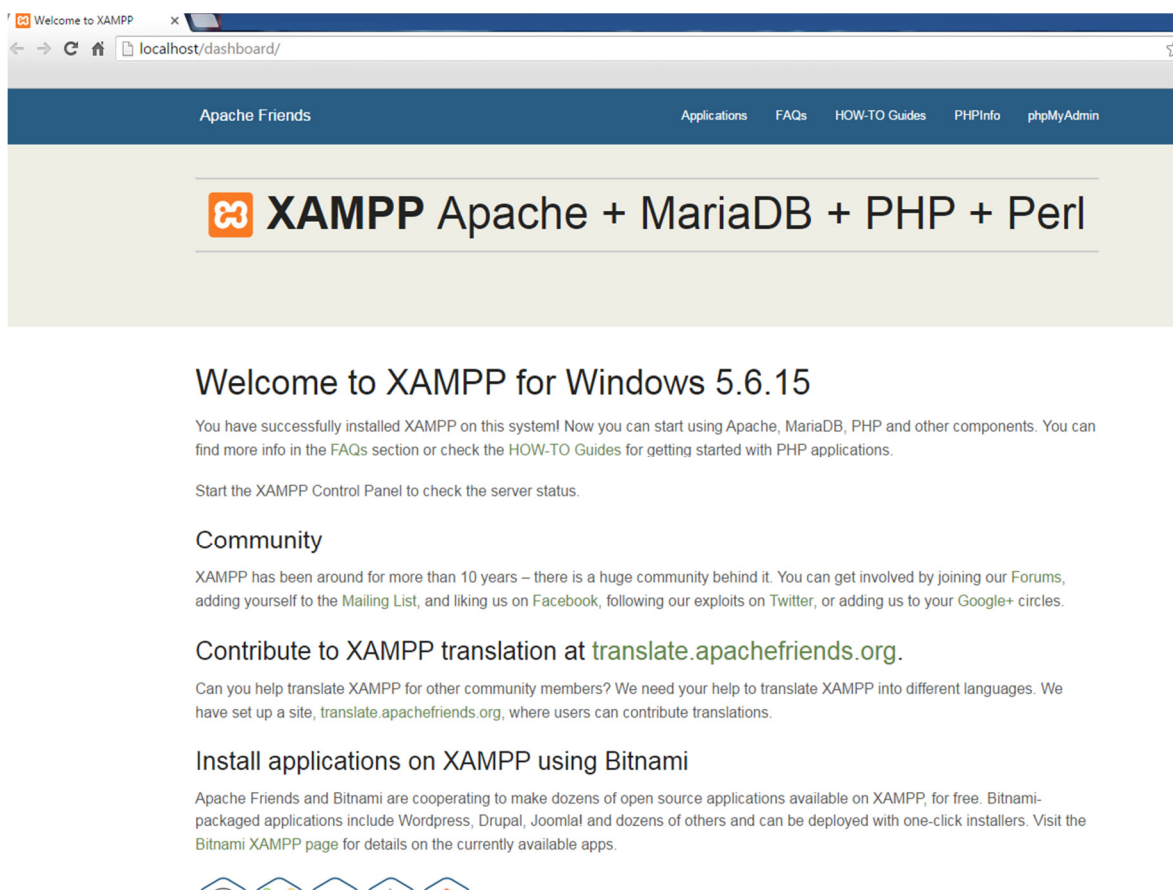 Welcome to XAMPP
localhost/dashboard/
Apache Friends
Applications FAQs HOW-TO Guides PHPInfo phpMyAdmin
XAMPP Apache + MariaDB + PHP + Perl
Welcome to XAMPP for Windows 5.6.15
You have successfully installed XAMPP on this system! Now you can start using Apache, MariaDB, PHP and other components. You can
find more info in the FAQs section or check the HOW-TO Guides for getting started with PHP applications.
Start the XAMPP Control Panel to check the server status.
Community
XAMPP has been around for more than 10 years – there is a huge community behind it. You can get involved by joining our Forums,
adding yourself to the Mailing List, and liking us on Facebook, following our exploits on Twitter, or adding us to your Google+ circles.
Contribute to XAMPP translation at translate.apachefriends.org.
Can you help translate XAMPP for other community members? We need your help to translate XAMPP into different languages. We
have set up a site, translate.apachefriends.org, where users can contribute translations.
Install applications on XAMPP using Bitnami
Apache Friends and Bitnami are cooperating to make dozens of open source applications available on XAMPP, for free. Bitnami-
packaged applications include Wordpress, Drupal, Joomla! and dozens of others and can be deployed with one-click installers. Visit the
Bitnami XAMPP page for details on the currently available apps.